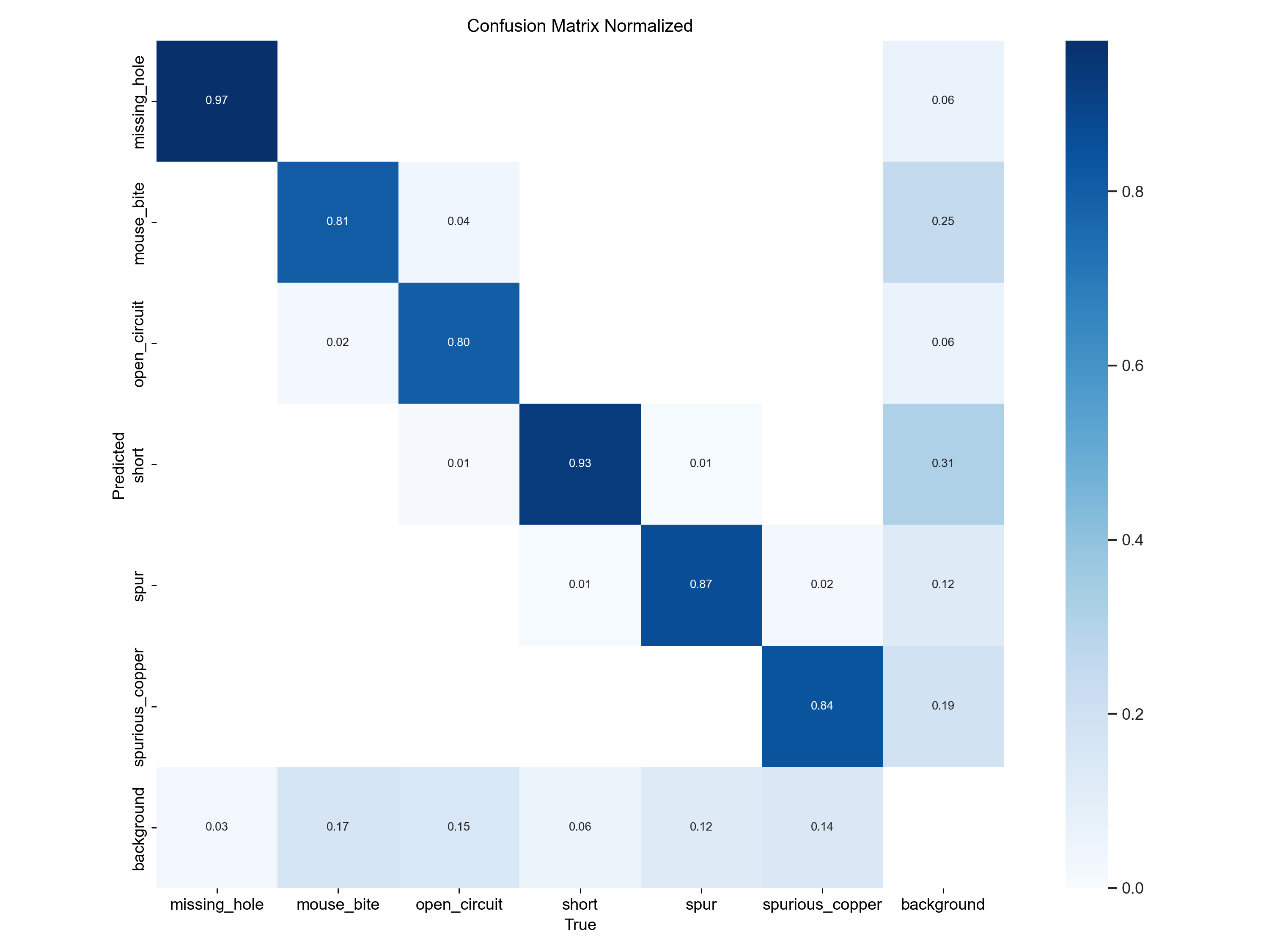 Confusion Matrix Normalized
missing_hole
0.97
0.06
mouse_bite
0.81
0.04
0.25
open_circuit
0.02
0.80
0.06
Predicted
short
0.01
0.93
0.01
0.31
spur
0.01
0.87
0.02
0.12
spurious_copper
0.84
0.19
background
0.03
0.17
0.15
0.06
0.12
0.14
missing_hole
mouse_bite
open_circuit
short
spur
spurious_copper
background
True
0.8
0.6
0.4
0.2
0.0